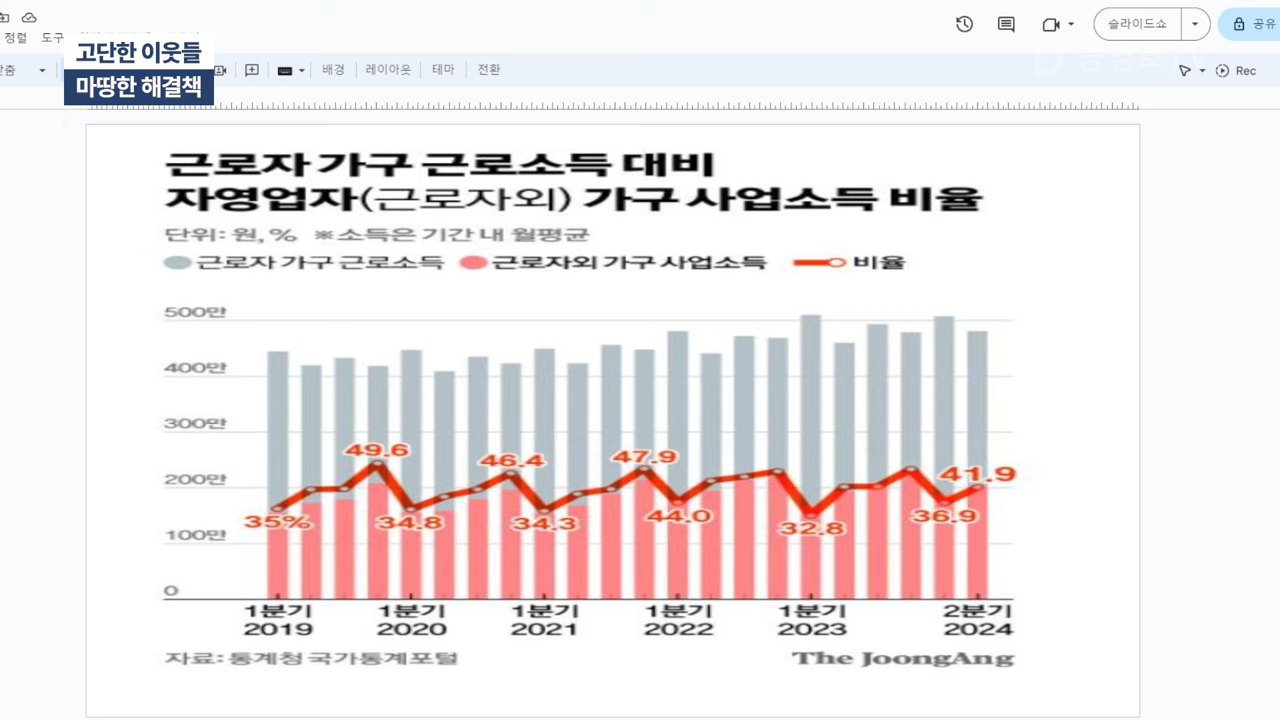 정렬
도구
고단한 이웃들
마땅한 해결책
배경
레이아웃
테마
전환
슬라이드쇼
공유
Rec
근로자 가구 근로소득 대비
자영업자(근로자외) 가구 사업소득 비율
단위: 원, % ※소득은 기간 내 월평균
근로자 가구 근로소득 근로자외 가구 사업소득 비율
500만
400만
300만
200만
100만
0
49.6
46.4
47.9
41.9
35%
34.8
34.3
44.0
32.8
36.9
1분기 1분기 1분기 1분기 1분기 2분기
2019 2020 2021 2022 2023 2024
자료: 통계청 국가통계포털
The JoongAng